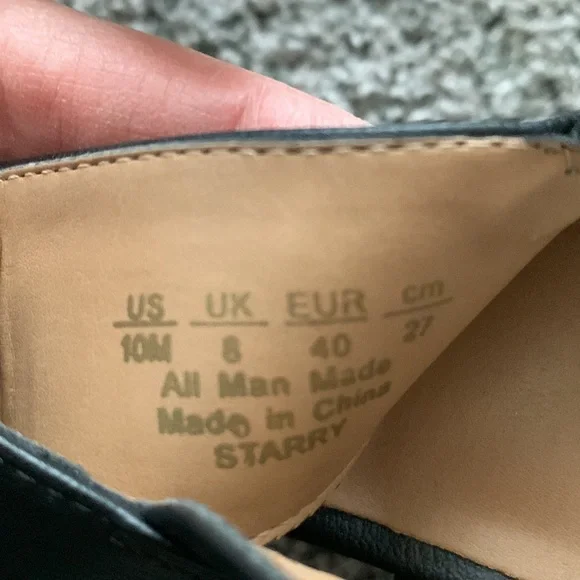 US UK EUR cm
10M 8 40 27
All Man Made
Made in China
STARRY